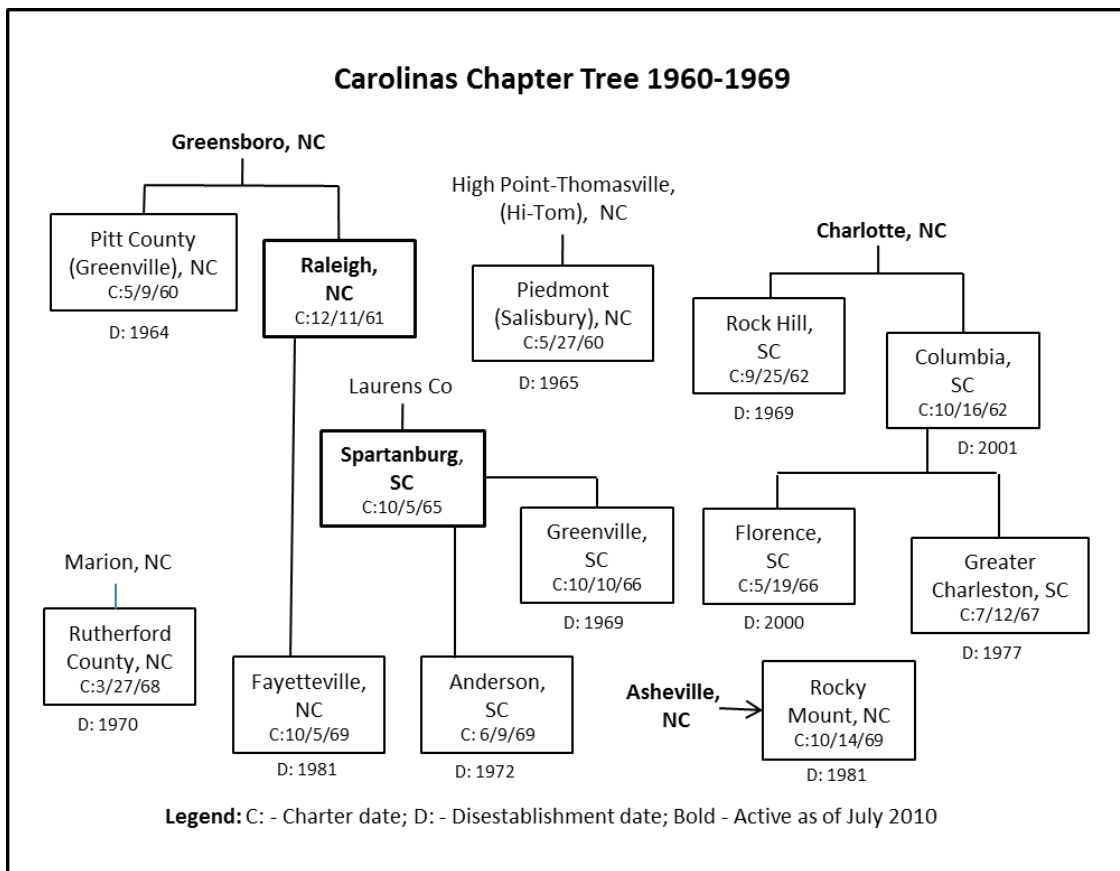 Carolinas Chapter Tree 1960-1969
Greensboro, NC
Pitt County
(Greenville), NC
C:5/9/60
D: 1964
Raleigh,
NC
C:12/11/61
High Point-Thomasville,
(Hi-Tom), NC
Piedmont
(Salisbury), NC
C:5/27/60
D: 1965
Charlotte, NC
Rock Hill,
SC
C:9/25/62
D: 1969
Columbia,
SC
C:10/16/62
D: 2001
Laurens Co
Spartanburg,
SC
C:10/5/65
Greenville,
SC
C:10/10/66
D: 1969
Florence,
SC
C:5/19/66
D: 2000
Greater
Charleston, SC
C:7/12/67
D: 1977
Marion, NC
Rutherford
County, NC
C:3/27/68
D: 1970
Fayetteville,
NC
C:10/5/69
D: 1981
Anderson,
SC
C: 6/9/69
D: 1972
Asheville,
NC
Rocky
Mount, NC
C:10/14/69
D: 1981
Legend: C: - Charter date; D: - Disestablishment date; Bold - Active as of July 2010